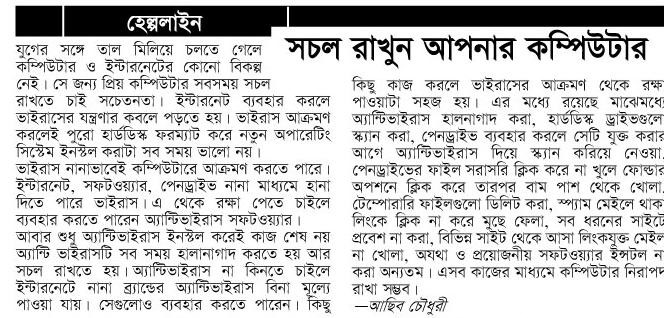 হেল্পলাইন
সচল রাখুন আপনার কম্পিউটার
যুগের সঙ্গে তাল মিলিয়ে চলতে গেলে
কম্পিউটার ও ইন্টারনেটের কোনো বিকল্প
নেই। সে জন্য প্রিয় কম্পিউটার সবসময় সচল
রাখতে চাই সচেতনতা। ইন্টারনেট ব্যবহার করলে
ভাইরাসের যন্ত্রণার কবলে পড়তে হয়। ভাইরাস আক্রমণ
করলেই পুরো হার্ডডিস্ক ফরম্যাট করে নতুন অপারেটিং
সিস্টেম ইনস্টল করাটা সব সময় ভালো নয়।
ভাইরাস নানাভাবেই কম্পিউটারে আক্রমণ করতে পারে।
ইন্টারনেট, সফটওয়্যার, পেনড্রাইভ নানা মাধ্যমে হানা
দিতে পারে ভাইরাস। এ থেকে রক্ষা পেতে চাইলে
ব্যবহার করতে পারেন অ্যান্টিভাইরাস সফটওয়্যার।
আবার শুধু অ্যান্টিভাইরাস ইনস্টল করেই কাজ শেষ নয়
অ্যান্টি ভাইরাসটি সব সময় হালনাগাদ করতে হয় আর
সচল রাখতে হয়। অ্যান্টিভাইরাস না কিনতে চাইলে
ইন্টারনেটে নানা ব্র্যান্ডের অ্যান্টিভাইরাস বিনা মূল্যে
পাওয়া যায়। সেগুলোও ব্যবহার করতে পারেন। কিছু
কিছু কাজ করলে ভাইরাসের আক্রমণ থেকে রক্ষা
পাওয়াটা সহজ হয়। এর মধ্যে রয়েছে মাঝেমধ্যে
অ্যান্টিভাইরাস হালনাগাদ করা, হার্ডডিস্ক ড্রাইভগুলো
স্ক্যান করা, পেনড্রাইভ ব্যবহার করলে সেটি যুক্ত করার
আগে অ্যান্টিভাইরাস দিয়ে স্ক্যান করিয়ে নেওয়া,
পেনড্রাইভের ফাইল সরাসরি ক্লিক করে না খুলে ফোল্ডার
অপশনে ক্লিক করে তারপর বাম পাশ থেকে খোলা,
টেম্পোরারি ফাইলগুলো ডিলিট করা, স্প্যাম মেইলে থাকা
লিংকে ক্লিক না করে মুছে ফেলা, সব ধরনের সাইটে
প্রবেশ না করা, বিভিন্ন সাইট থেকে আসা লিংকযুক্ত মেইল
না খোলা, অযথা ও প্রয়োজনীয় সফটওয়্যার ইন্সটল না
করা অন্যতম। এসব কাজের মাধ্যমে কম্পিউটার নিরাপদ
রাখা সম্ভব।
—আছিব চৌধুরী